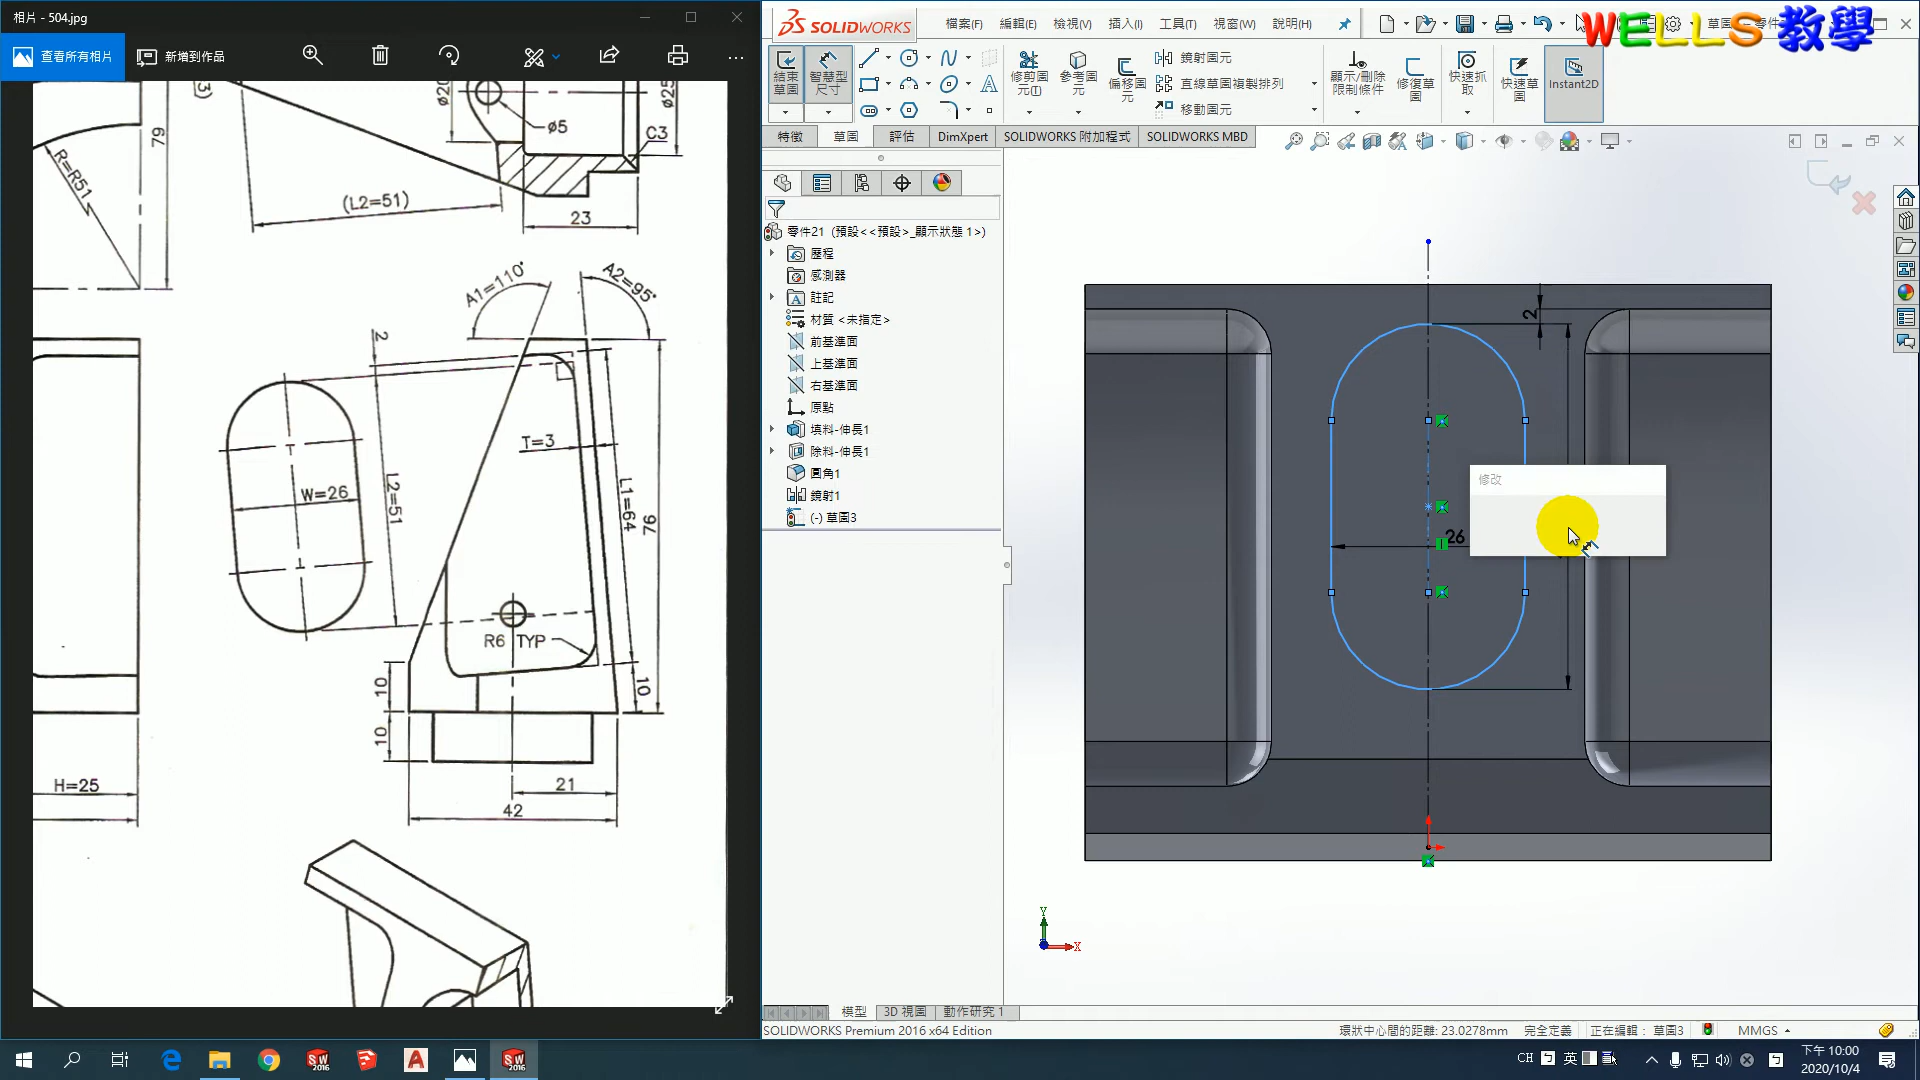 相片 - 504.jpg
查看所有相片
新增到作品
3)
R=R51
79
(L2=51)
ø20
ø5
ø25
C3
23
A1=110°
A2=95°
2
T=3
W=26
L2=51
L1=64
76
R6 TYP
10
10
10
H=25
21
42
SOLIDWORKS
檔案(F)
編輯(E)
檢視(V)
插入(I)
工具(T)
視窗(W)
說明(H)
WELLS教學
結束草圖
智慧型尺寸
修剪圖元(T)
參考圖元
偏移圖元
鏡射圖元
直線草圖複製排列
移動圖元
顯示/刪除限制條件
修復草圖
快速抓取
快速草圖
Instant2D
特徵
草圖
評估
DimXpert
SOLIDWORKS 附加程式
SOLIDWORKS MBD
零件21 (預設<<預設>_顯示狀態 1>)
歷程
感測器
註記
材質 <未指定>
前基準面
上基準面
右基準面
原點
填料-伸長1
除料-伸長1
圓角1
鏡射1
(-) 草圖3
2
修改
26
Y
X
模型
3D 視圖
動作研究 1
SOLIDWORKS Premium 2016 x64 Edition
環狀中心間的距離: 23.0278mm
完全定義
正在編輯： 草圖3
MMGS
CH
英
下午 10:00
2020/10/4